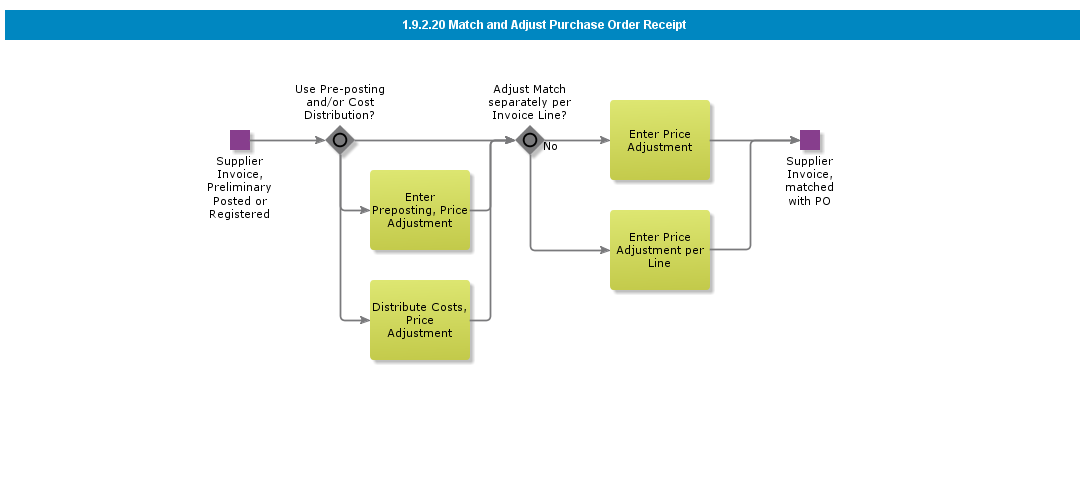 1.9.2.20 Match and Adjust Purchase Order Receipt
Use Pre-posting
and/or Cost
Distribution?
Adjust Match
separately per
Invoice Line?
No
Supplier
Invoice,
Preliminary
Posted or
Registered
Enter
Preposting, Price
Adjustment
Distribute Costs,
Price
Adjustment
Enter Price
Adjustment
Enter Price
Adjustment per
Line
Supplier
Invoice,
matched
with PO